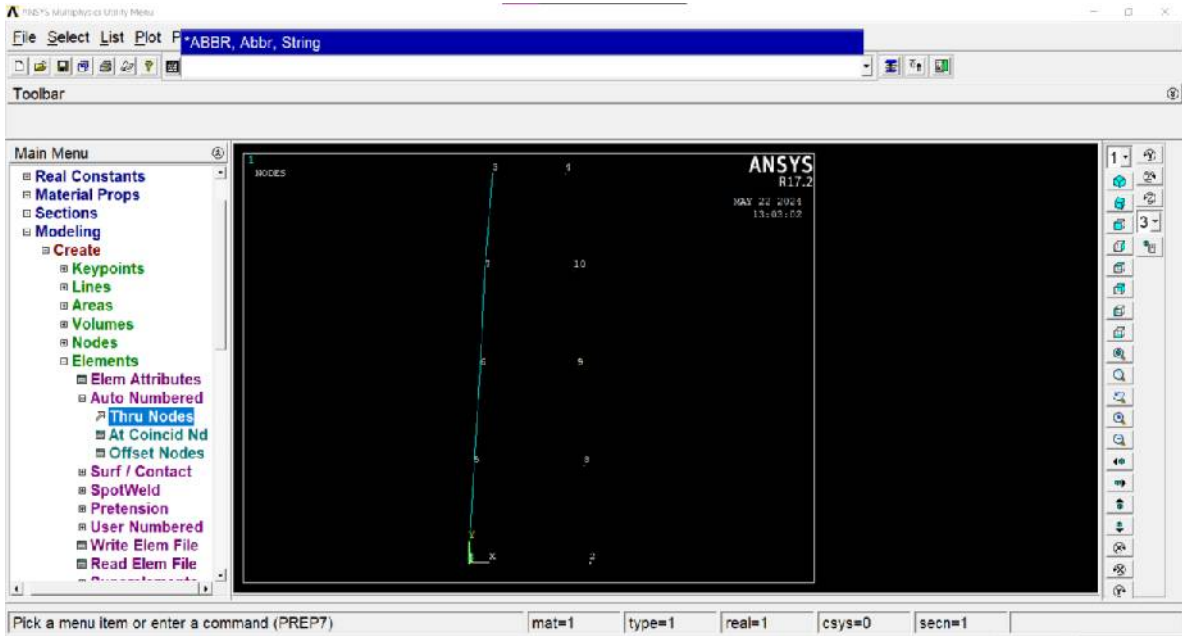 ANSYS Multiphysics Utility Menu
File Select List Plot P
*ABBR, Abbr, String
Toolbar
Main Menu
Real Constants
Material Props
Sections
Modeling
Create
Keypoints
Lines
Areas
Volumes
Nodes
Elements
Elem Attributes
Auto Numbered
Thru Nodes
At Coincid Nd
Offset Nodes
Surf / Contact
SpotWeld
Pretension
User Numbered
Write Elem File
Read Elem File
1
NODES
ANSYS
R17.2
MAY 22 2024
13:03:02
3 4
7 10
6 9
5 8
Y
X 2
1
3
Pick a menu item or enter a command (PREP7) mat=1 type=1 real=1 csys=0 secn=1